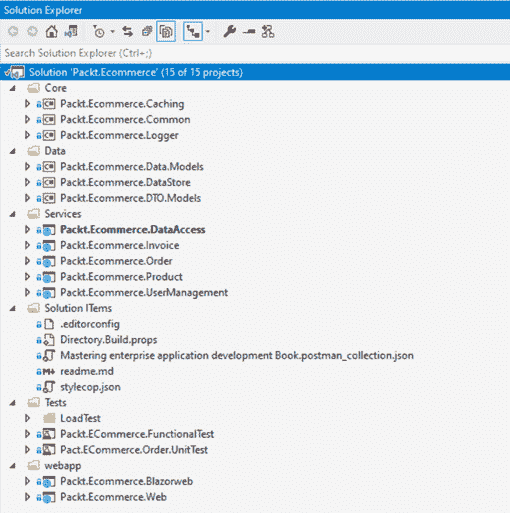 Solution Explorer
Search Solution Explorer (Ctrl+;)
Solution 'Packt.Ecommerce' (15 of 15 projects)
Core
Packt.Ecommerce.Caching
Packt.Ecommerce.Common
Packt.Ecommerce.Logger
Data
Packt.Ecommerce.Data.Models
Packt.Ecommerce.DataStore
Packt.Ecommerce.DTO.Models
Services
Packt.Ecommerce.DataAccess
Packt.Ecommerce.Invoice
Packt.Ecommerce.Order
Packt.Ecommerce.Product
Packt.Ecommerce.UserManagement
Solution ITems
.editorconfig
Directory.Build.props
Mastering enterprise application development Book.postman_collection.json
readme.md
stylecop.json
Tests
LoadTest
Packt.ECommerce.FunctionalTest
Pact.ECommerce.Order.UnitTest
webapp
Packt.Ecommerce.Blazorweb
Packt.Ecommerce.Web